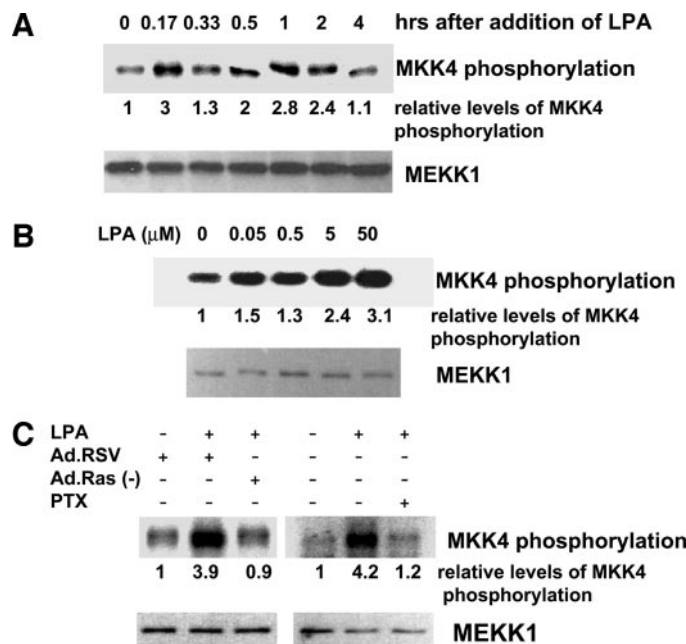 A
0 0.17 0.33 0.5 1 2 4 hrs after addition of LPA
MKK4 phosphorylation
1 3 1.3 2 2.8 2.4 1.1 relative levels of MKK4
phosphorylation
MEKK1
B
LPA (μM) 0 0.05 0.5 5 50
MKK4 phosphorylation
1 1.5 1.3 2.4 3.1 relative levels of MKK4
phosphorylation
MEKK1
C
LPA – + + – + +
Ad.RSV + + – – – –
Ad.Ras (-) – – + – – –
PTX – – – – – +
MKK4 phosphorylation
1 3.9 0.9 1 4.2 1.2 relative levels of MKK4
phosphorylation
MEKK1